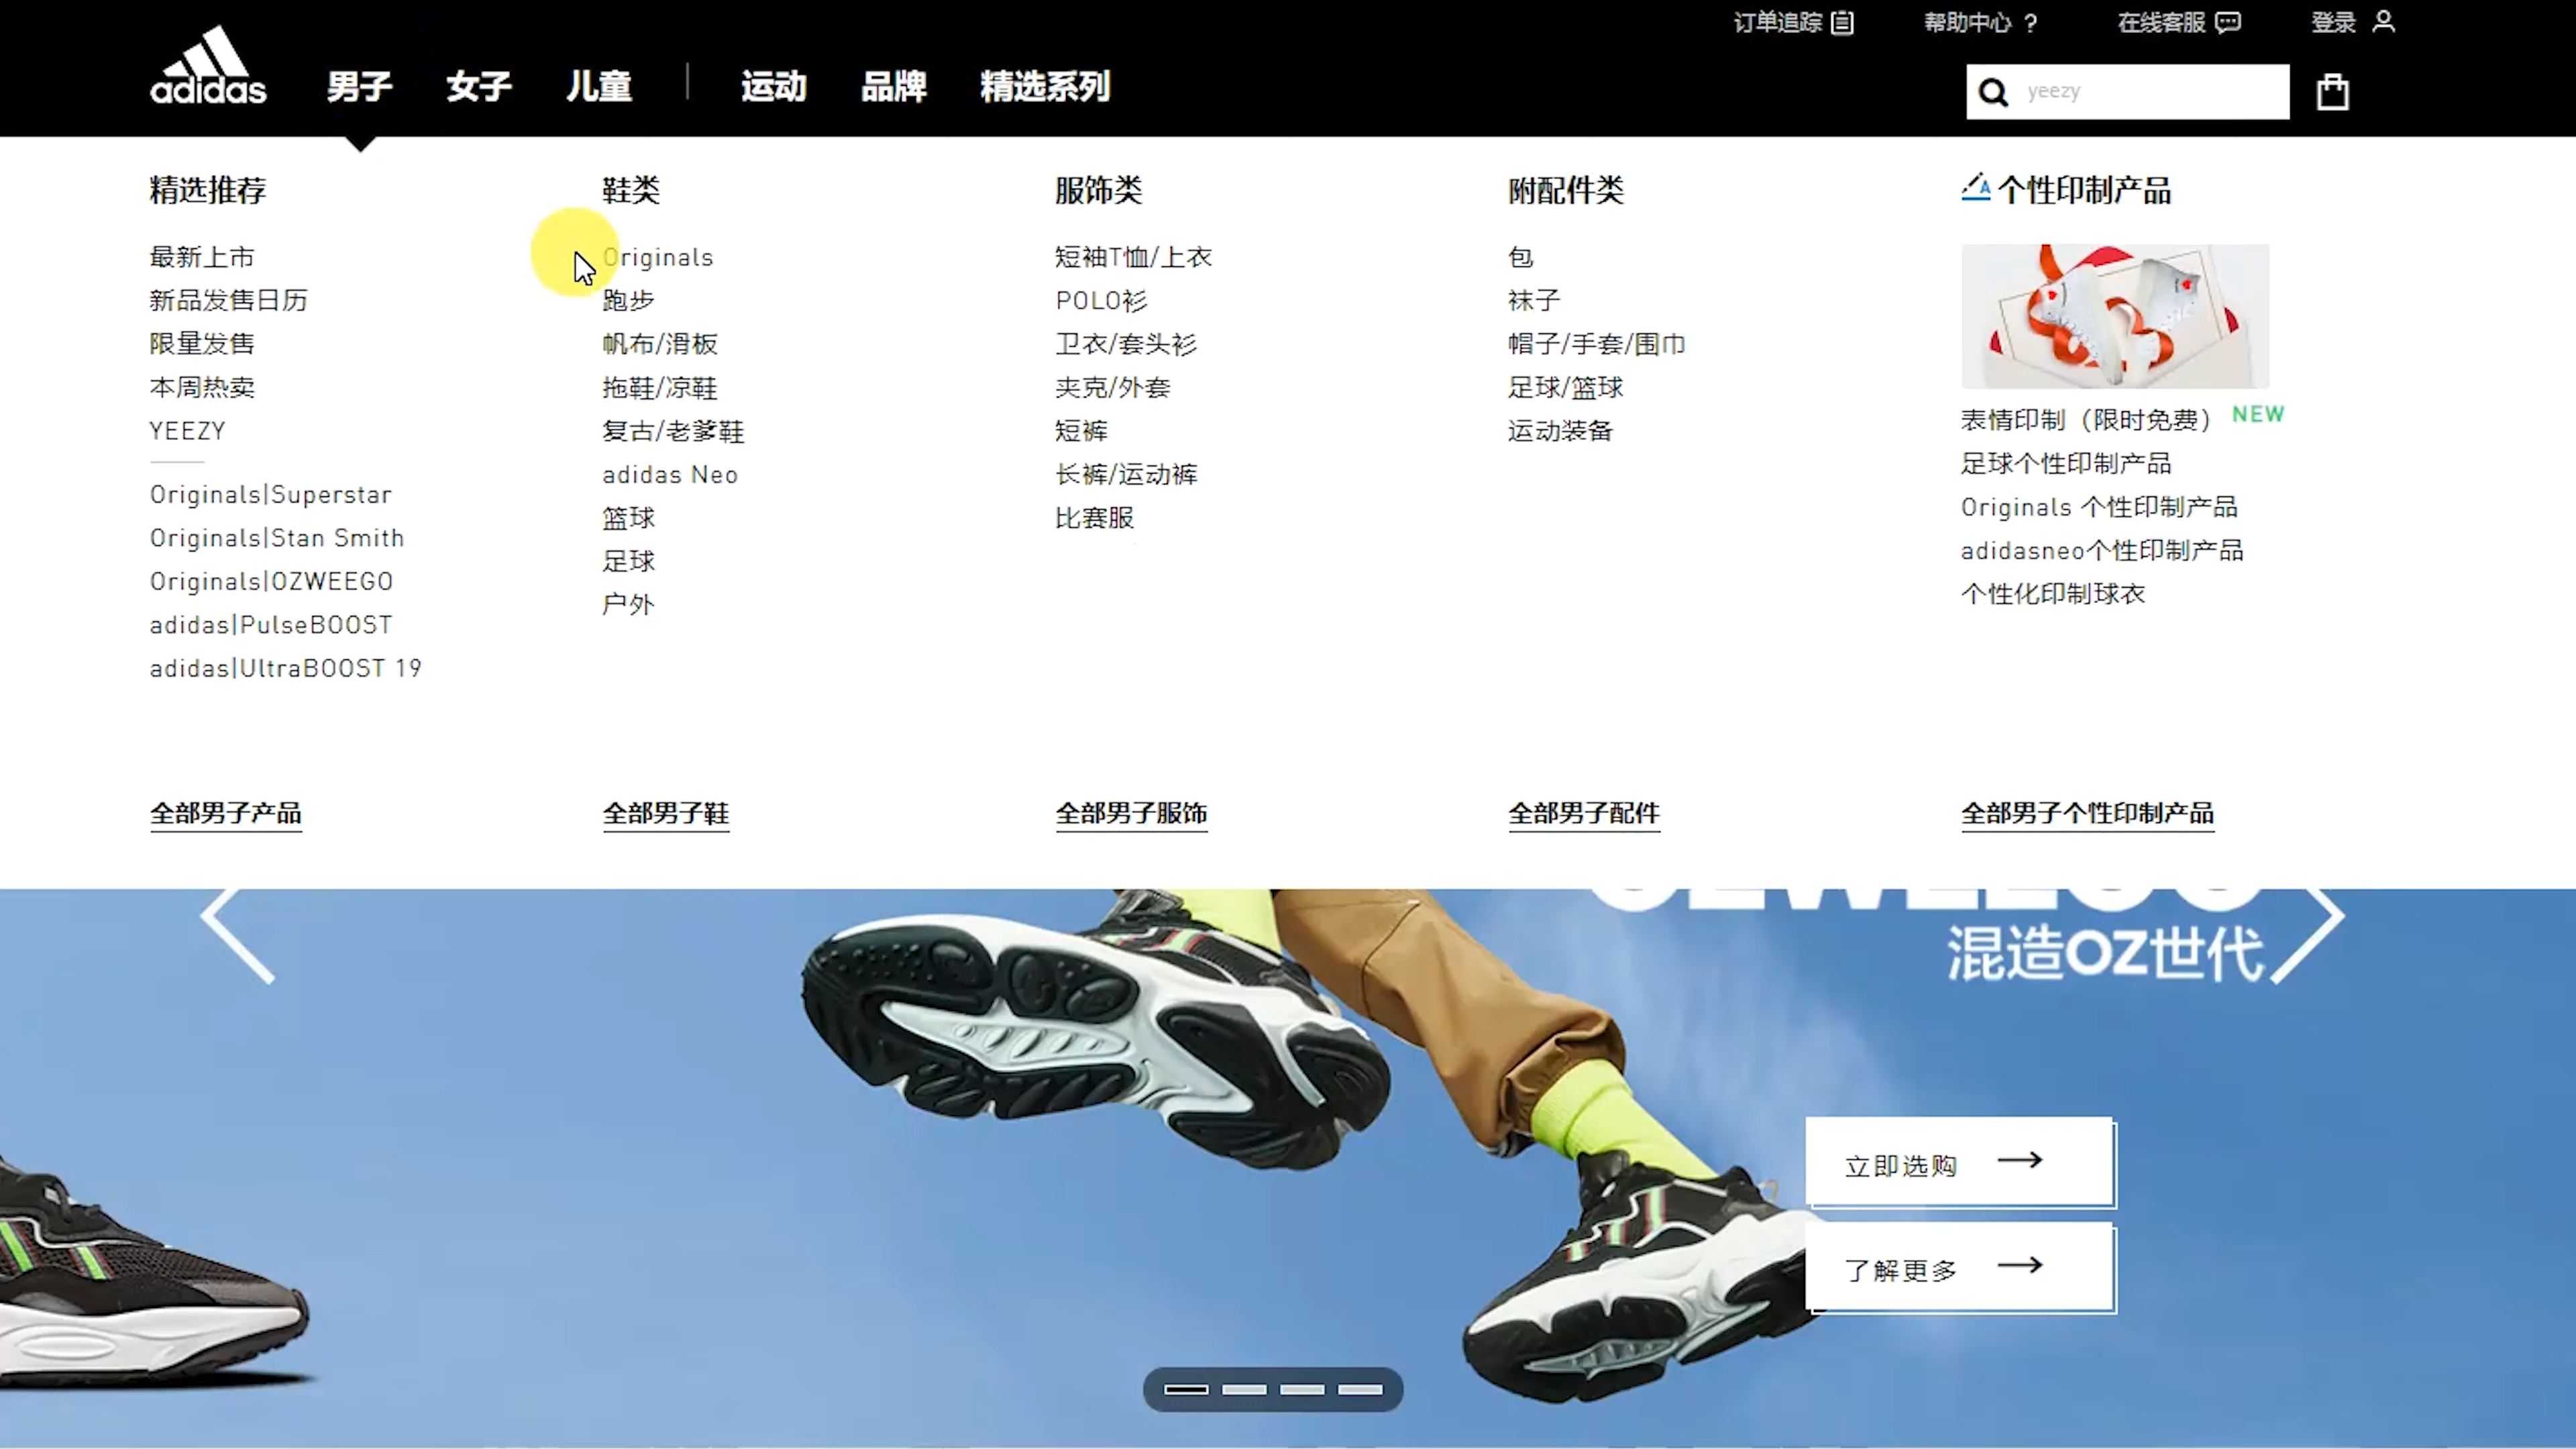 订单追踪
帮助中心 ?
在线客服
登录
adidas
男子
女子
儿童
运动
品牌
精选系列
yeezy
精选推荐
最新上市
新品发售日历
限量发售
本周热卖
YEEZY
Originals|Superstar
Originals|Stan Smith
Originals|OZWEEGO
adidas|PulseBOOST
adidas|UltraBOOST 19
全部男子产品
鞋类
Originals
跑步
帆布/滑板
拖鞋/凉鞋
复古/老爹鞋
adidas Neo
篮球
足球
户外
全部男子鞋
服饰类
短袖T恤/上衣
POLO衫
卫衣/套头衫
夹克/外套
短裤
长裤/运动裤
比赛服
全部男子服饰
附配件类
包
袜子
帽子/手套/围巾
足球/篮球
运动装备
全部男子配件
个性印制产品
表情印制（限时免费） NEW
足球个性印制产品
Originals 个性印制产品
adidasneo个性印制产品
个性化印制球衣
全部男子个性印制产品
混造OZ世代
立即选购
了解更多